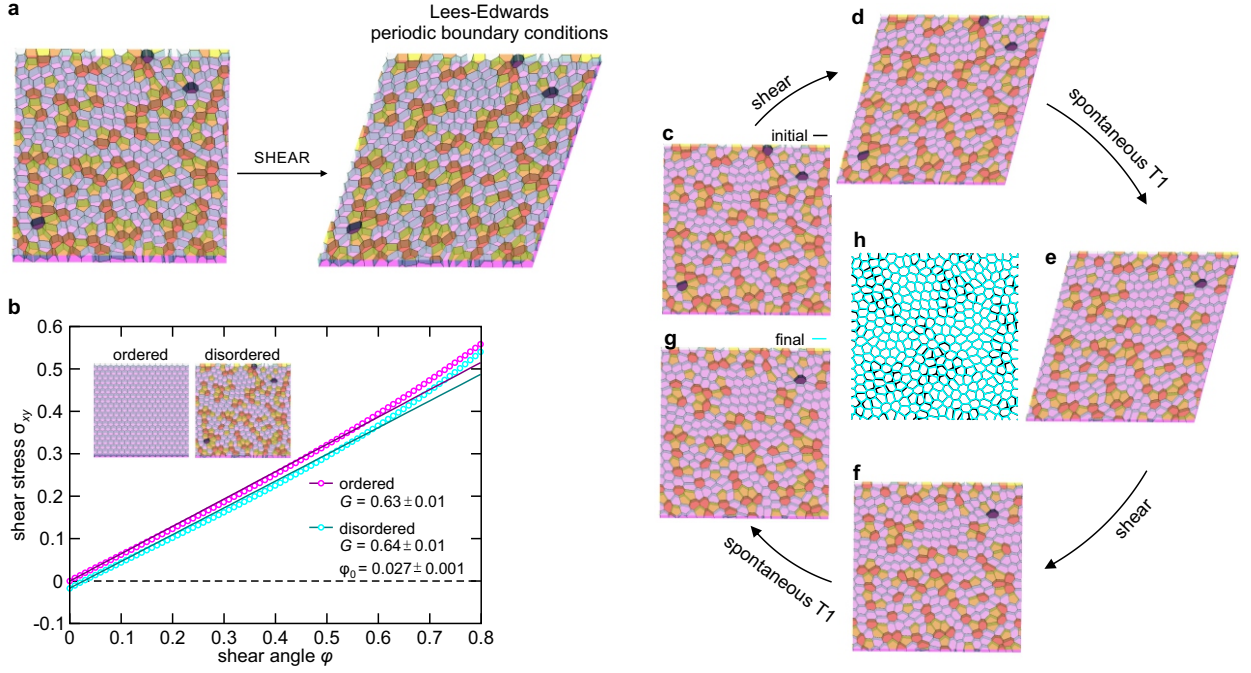 a
Lees-Edwards
periodic boundary conditions
SHEAR
b
0.6
0.5
0.4
0.3
0.2
0.1
0
-0.1
shear stress σxy
ordered
disordered
ordered
G = 0.63 ± 0.01
disordered
G = 0.64 ± 0.01
φ0 = 0.027 ± 0.001
0
0.1
0.2
0.3
0.4
0.5
0.6
0.7
0.8
shear angle φ
c
initial
shear
d
spontaneous T1
h
e
shear
f
spontaneous T1
g
final